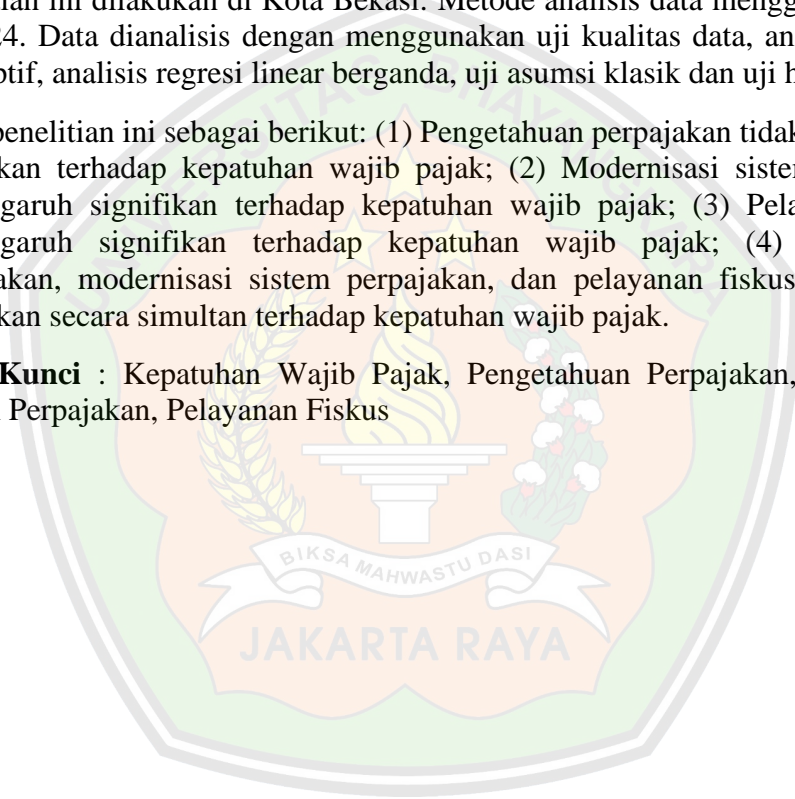 ian ini dilakukan di Kota Bekasi. Metode analisis data mengg
24. Data dianalisis dengan menggunakan uji kualitas data, an
ptif, analisis regresi linear berganda, uji asumsi klasik dan uji h
penelitian ini sebagai berikut: (1) Pengetahuan perpajakan tidak
kan terhadap kepatuhan wajib pajak; (2) Modernisasi sister
garuh signifikan terhadap kepatuhan wajib pajak; (3) Pela
garuh signifikan terhadap kepatuhan wajib pajak; (4)
akan, modernisasi sistem perpajakan, dan pelayanan fiskus
kan secara simultan terhadap kepatuhan wajib pajak.
Kunci : Kepatuhan Wajib Pajak, Pengetahuan Perpajakan,
Perpajakan, Pelayanan Fiskus
UNIVERSITAS BHAYANGKARA
BIKSA MAHWASTU DASI
JAKARTA RAYA